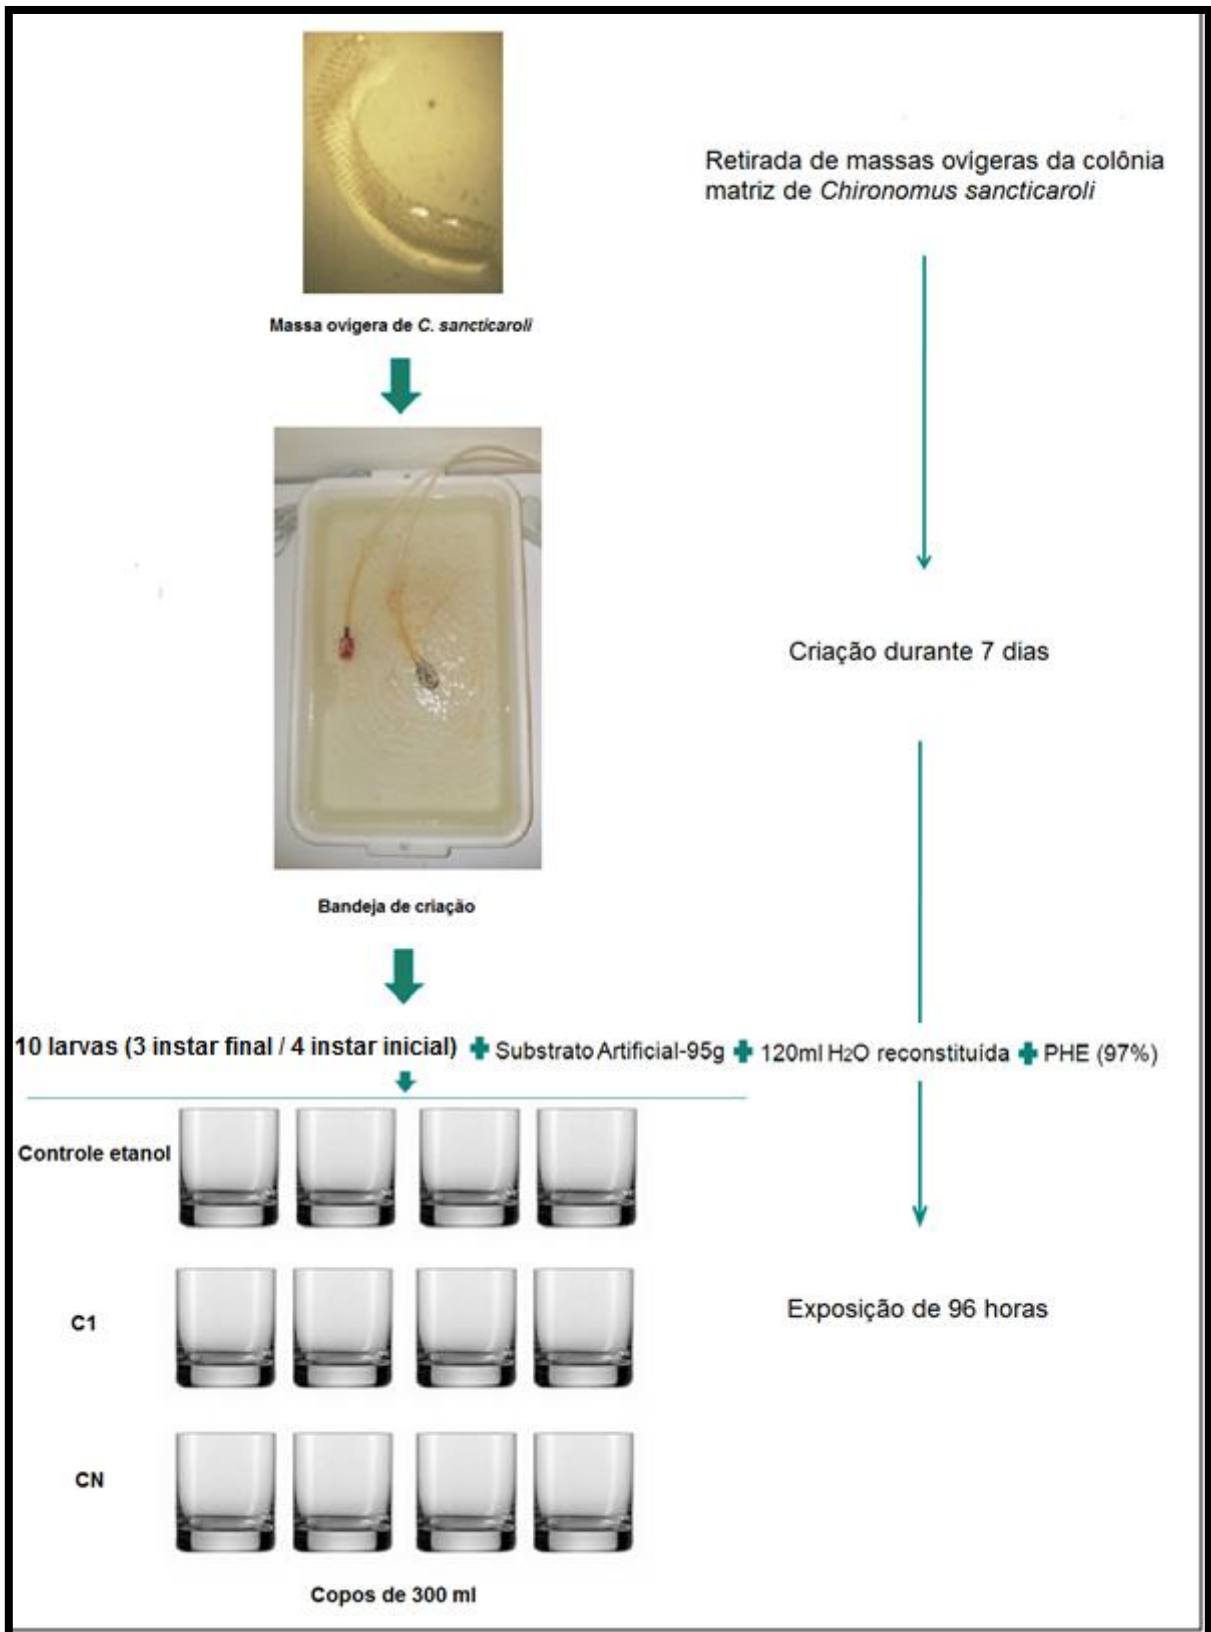 Retirada de massas ovígeras da colônia
matriz de Chironomus sancticaroli
Massa ovígera de C. sancticaroli
Criação durante 7 dias
Bandeja de criação
10 larvas (3 instar final / 4 instar inicial) + Substrato Artificial-95g + 120ml H2O reconstituída + PHE (97%)
Controle etanol
C1
Exposição de 96 horas
CN
Copos de 300 ml